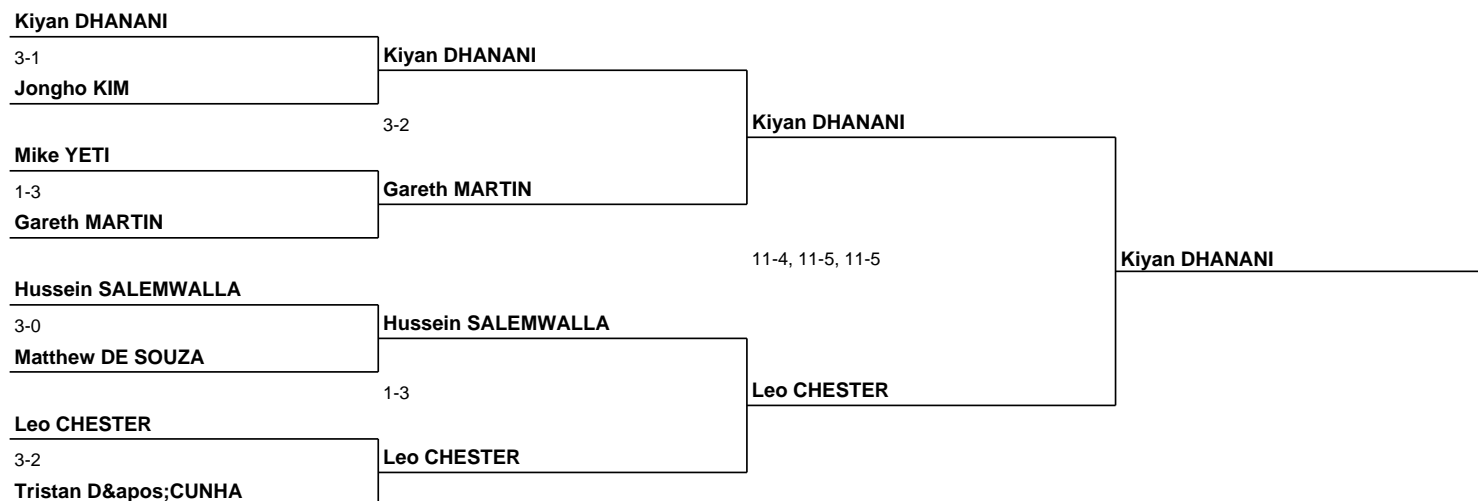 Kiyan DHANANI
3-1
Jongho KIM
Kiyan DHANANI
3-2
Mike YETI
1-3
Gareth MARTIN
Gareth MARTIN
Kiyan DHANANI
11-4, 11-5, 11-5
Kiyan DHANANI
Hussein SALEMWALLA
3-0
Matthew DE SOUZA
Hussein SALEMWALLA
1-3
Leo CHESTER
Leo CHESTER
3-2
Tristan D&apos;CUNHA
Leo CHESTER